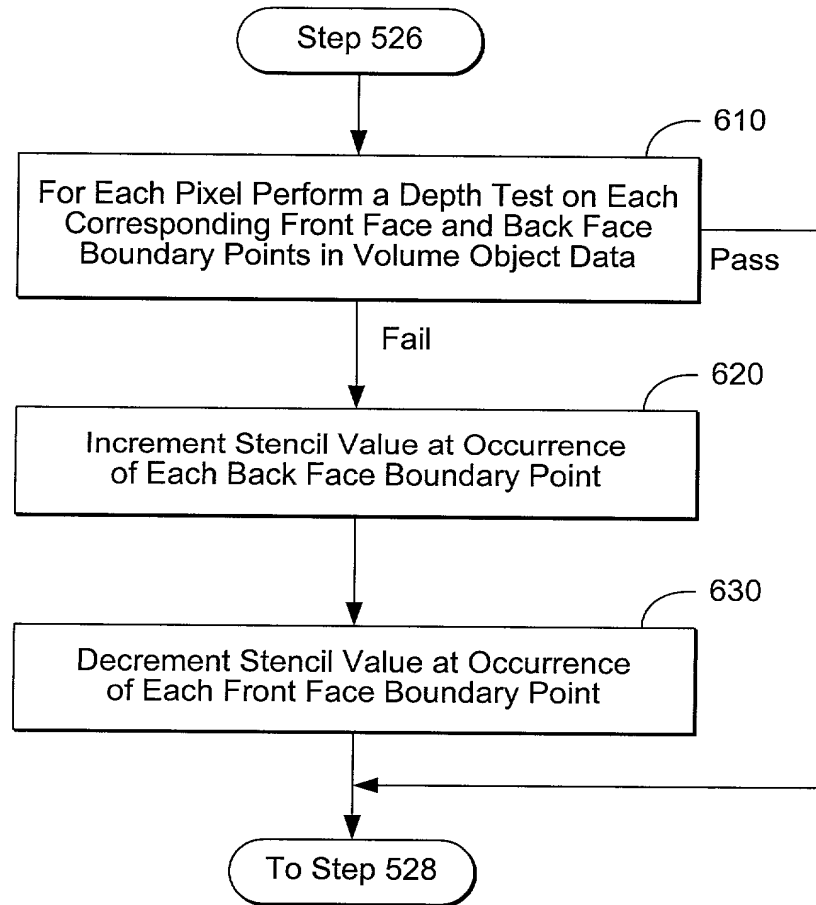 Step 526
610
For Each Pixel Perform a Depth Test on Each
Corresponding Front Face and Back Face
Boundary Points in Volume Object Data
Pass
Fail
620
Increment Stencil Value at Occurrence
of Each Back Face Boundary Point
630
Decrement Stencil Value at Occurrence
of Each Front Face Boundary Point
To Step 528